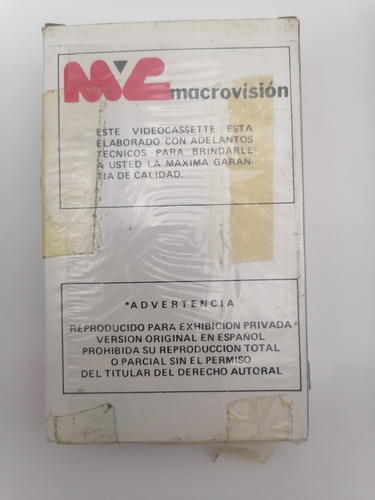 MVC macrovisión
ESTE VIDEOCASSETTE ESTA
ELABORADO CON ADELANTOS
TECNICOS PARA BRINDARLE
A USTED LA MAXIMA GARAN-
TIA DE CALIDAD.
*ADVERTENCIA
REPRODUCIDO PARA EXHIBICION PRIVADA*
VERSION ORIGINAL EN ESPAÑOL
PROHIBIDA SU REPRODUCCION TOTAL
O PARCIAL SIN EL PERMISO
DEL TITULAR DEL DERECHO AUTORAL